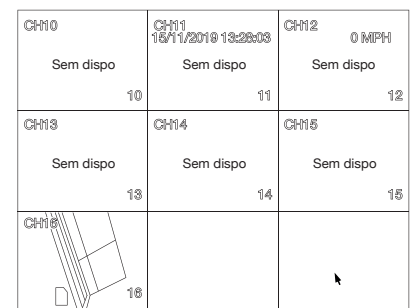 CH10
Sem dispo
10
CH11
15/11/2019 13:28:03
Sem dispo
11
CH12
0 MPH
Sem dispo
12
CH13
Sem dispo
13
CH14
Sem dispo
14
CH15
Sem dispo
15
CH16
16